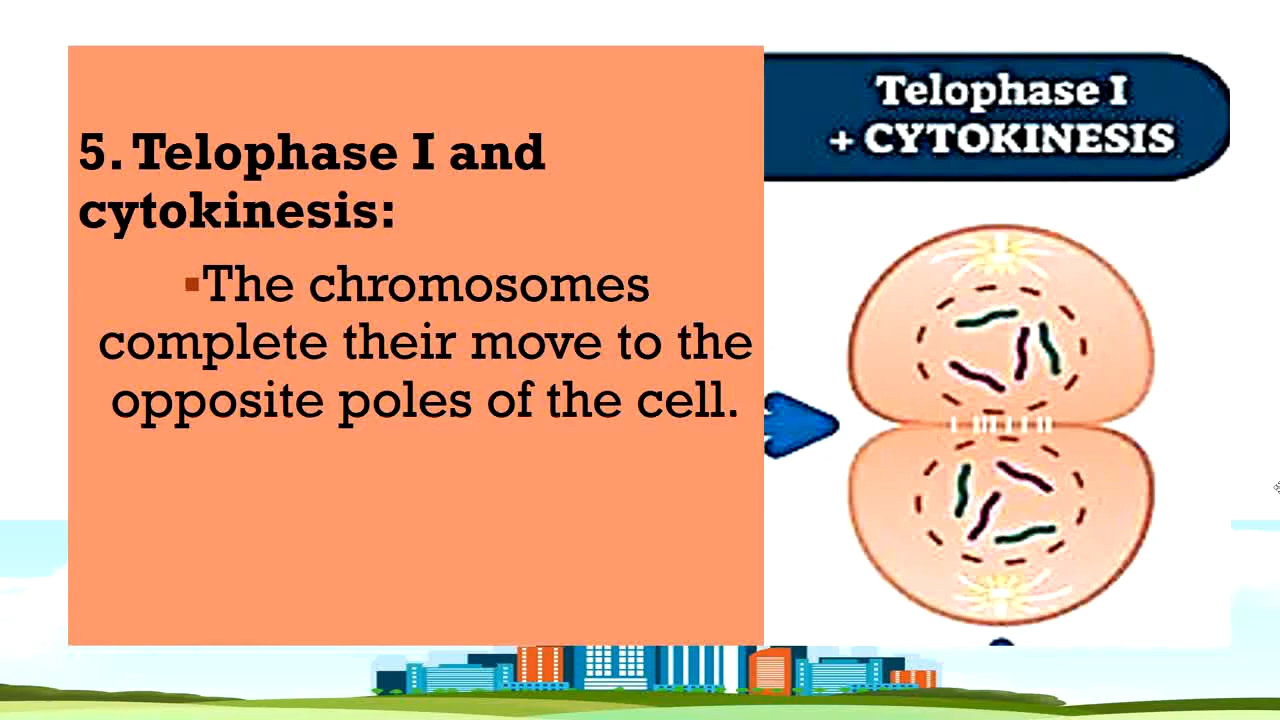 5. Telophase I and
cytokinesis:
▪The chromosomes
complete their move to the
opposite poles of the cell.
Telophase I
+ CYTOKINESIS